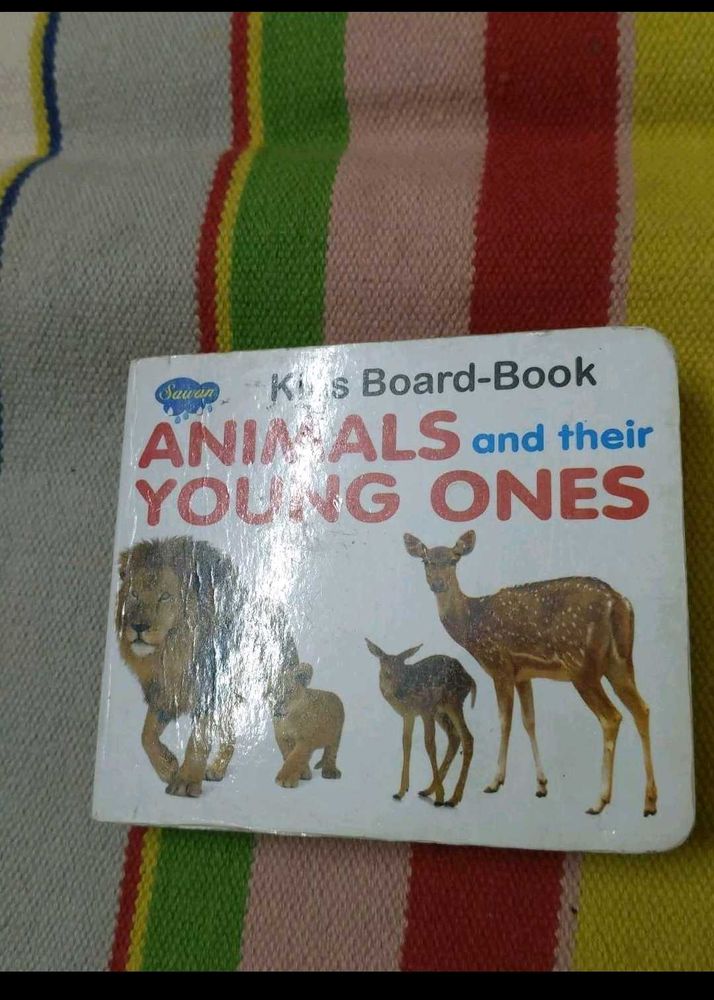 Sawan
Kids Board-Book
ANIMALS and their
YOUNG ONES